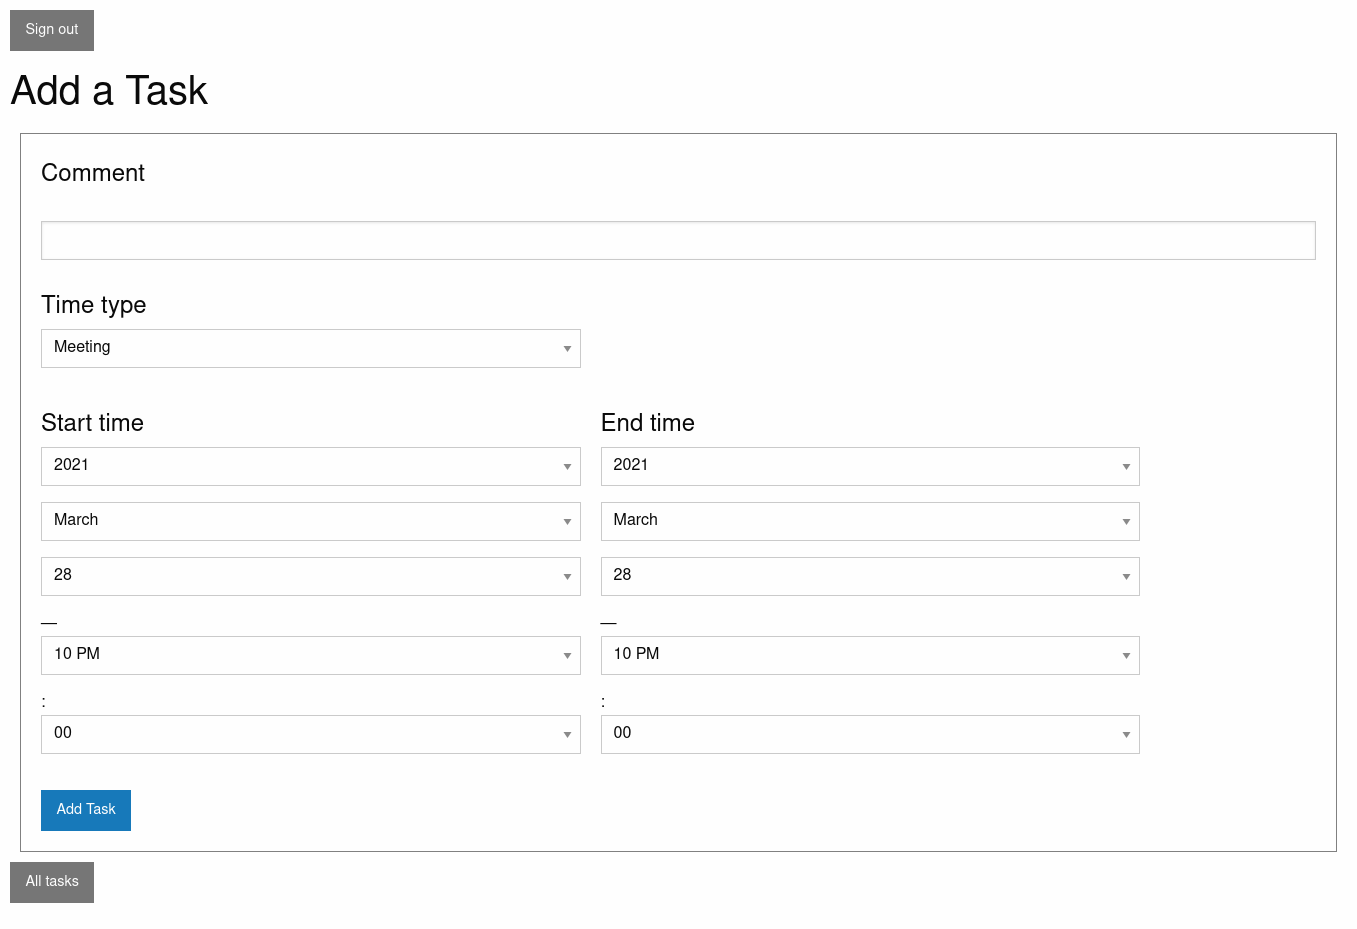 Sign out
Add a Task
Comment
Time type
Meeting
Start time
End time
2021
2021
March
March
28
28
—
—
10 PM
10 PM
:
:
00
00
Add Task
All tasks